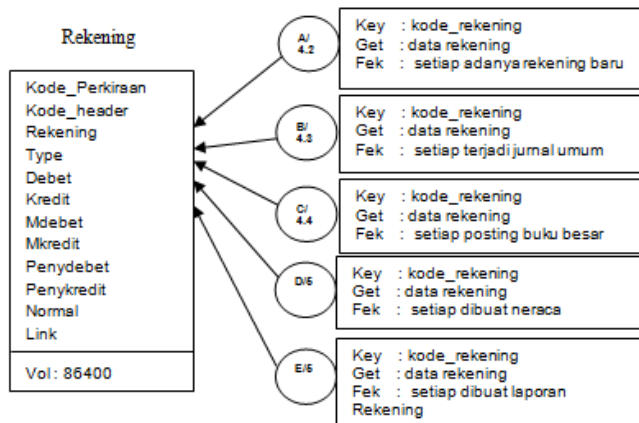 Rekening
Kode_Perkiraan
Kode_header
Rekening
Type
Debet
Kredit
Mdebet
Mkredit
Penydebet
Penykredit
Normal
Link
Vol : 86400
A/
4.2
Key : kode_rekening
Get : data rekening
Fek : setiap adanya rekening baru
B/
4.3
Key : kode_rekening
Get : data rekening
Fek : setiap terjadi jurnal umum
C/
4.4
Key : kode_rekening
Get : data rekening
Fek : setiap posting buku besar
D/5
Key : kode_rekening
Get : data rekening
Fek : setiap dibuat neraca
E/5
Key : kode_rekening
Get : data rekening
Fek : setiap dibuat laporan
Rekening